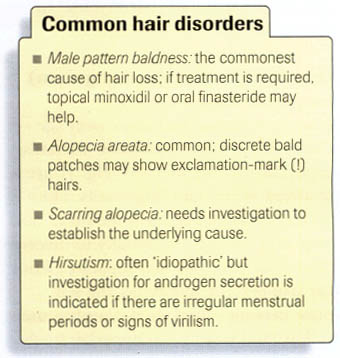 Common hair disorders
■ Male pattern baldness: the commonest
cause of hair loss; if treatment is required,
topical minoxidil or oral finasteride may
help.
■ Alopecia areata: common; discrete bald
patches may show exclamation-mark (!)
hairs.
■ Scarring alopecia: needs investigation to
establish the underlying cause.
■ Hirsutism: often 'idiopathic' but
investigation for androgen secretion is
indicated if there are irregular menstrual
periods or signs of virilism.